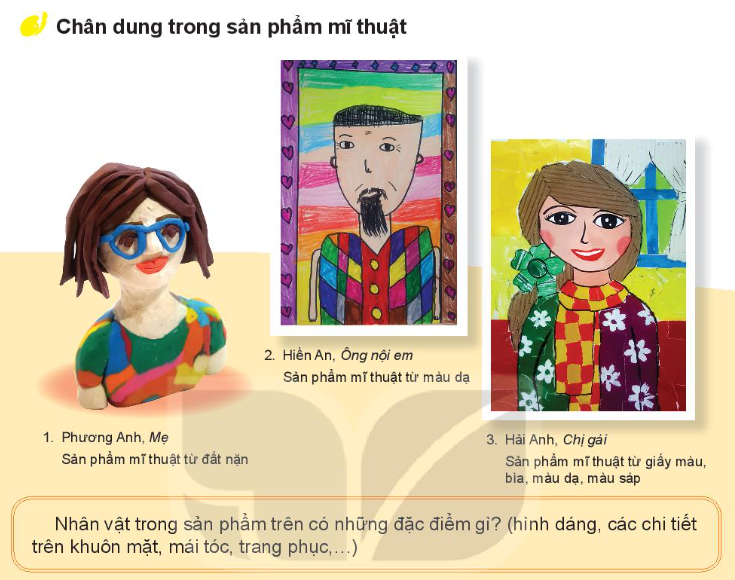 Chân dung trong sản phẩm mĩ thuật
1. Phương Anh, Mẹ
Sản phẩm mĩ thuật từ đất nặn
2. Hiền An, Ông nội em
Sản phẩm mĩ thuật từ màu dạ
3. Hải Anh, Chị gái
Sản phẩm mĩ thuật từ giấy màu,
bìa, màu dạ, màu sáp
Nhân vật trong sản phẩm trên có những đặc điểm gì? (hình dáng, các chi tiết
trên khuôn mặt, mái tóc, trang phục,…)